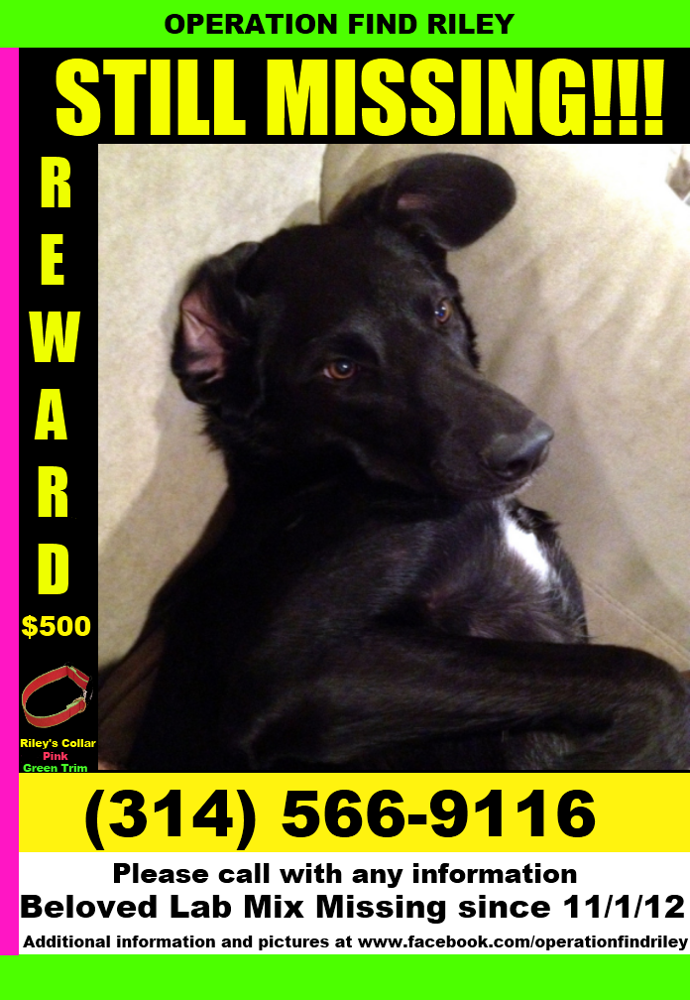 OPERATION FIND RILEY
STILL MISSING!!!
REWARD
$500
Riley's Collar
Pink
Green Trim
(314) 566-9116
Please call with any information
Beloved Lab Mix Missing since 11/1/12
Additional information and pictures at www.facebook.com/operationfindriley